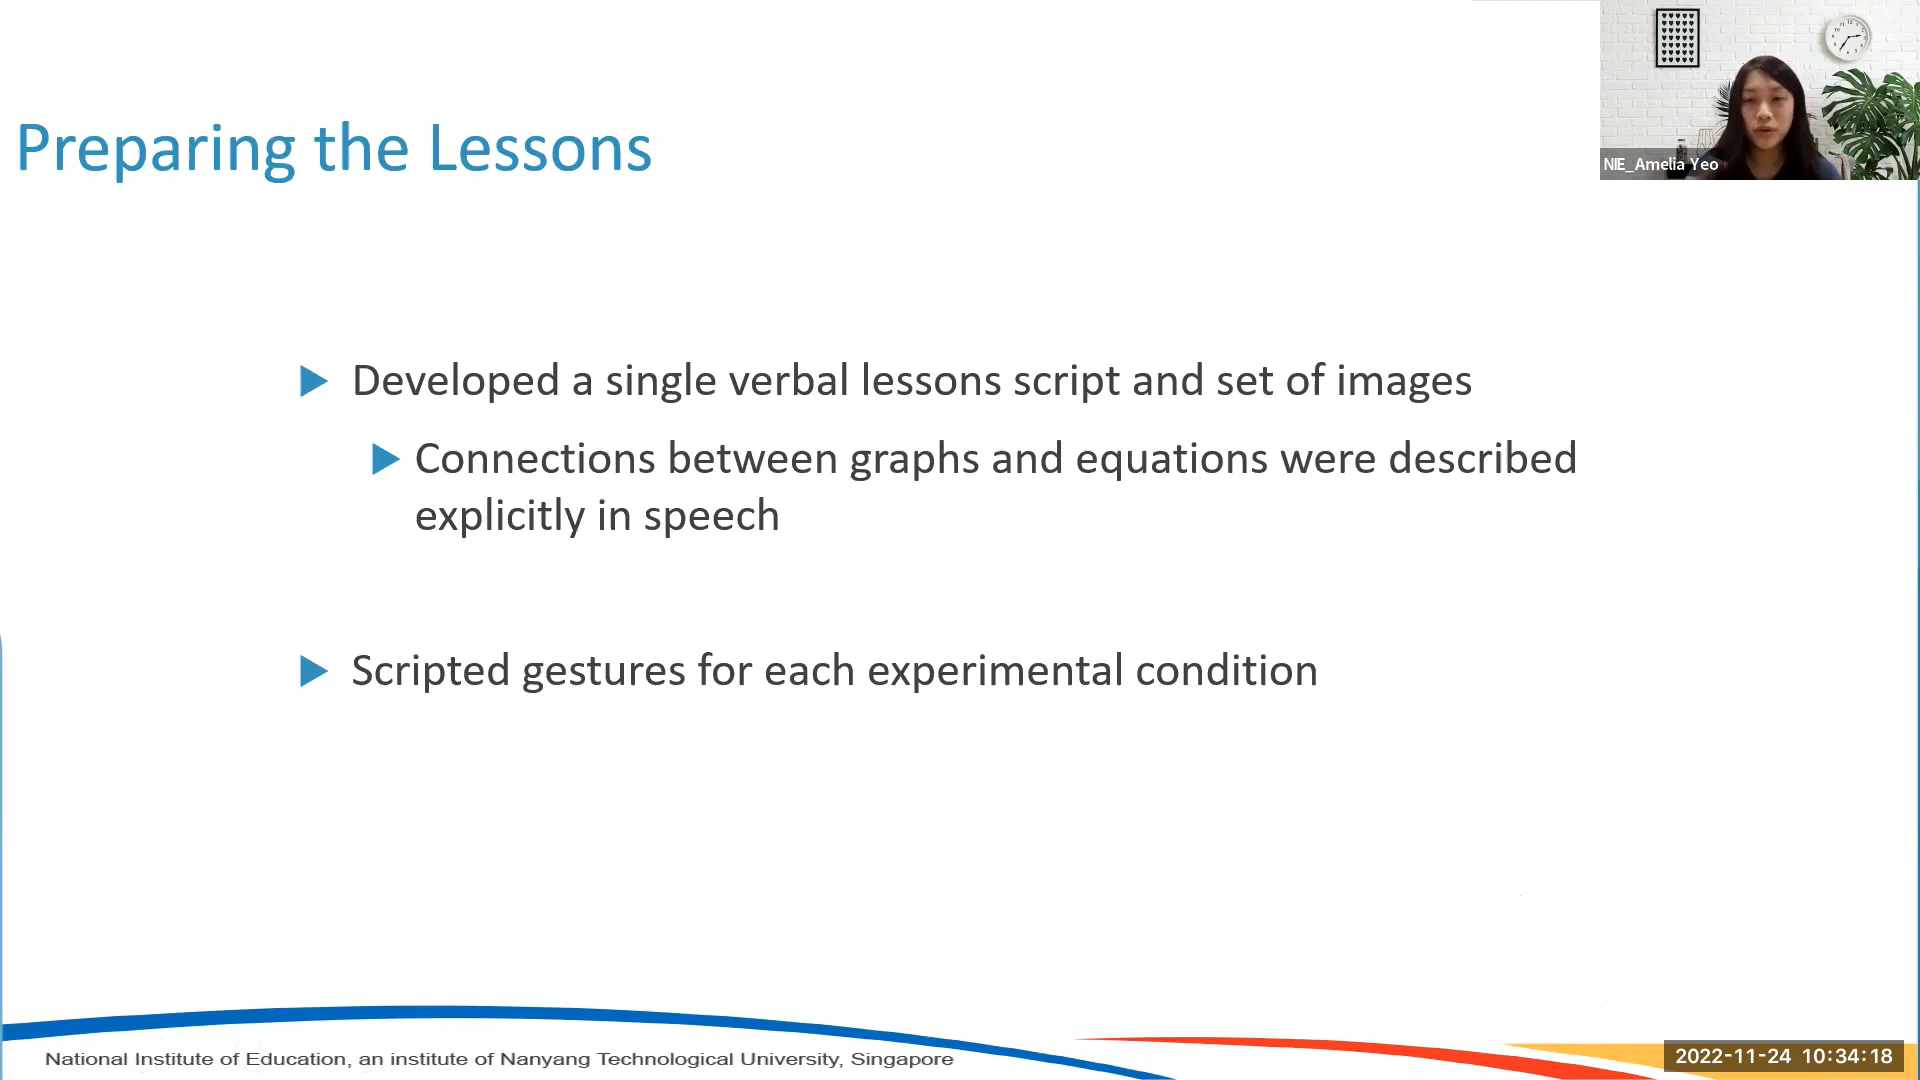 Preparing the Lessons
NIE_Amelia Yeo
Developed a single verbal lessons script and set of images
Connections between graphs and equations were described
explicitly in speech
Scripted gestures for each experimental condition
National Institute of Education, an institute of Nanyang Technological University, Singapore
2022-11-24 10:34:18